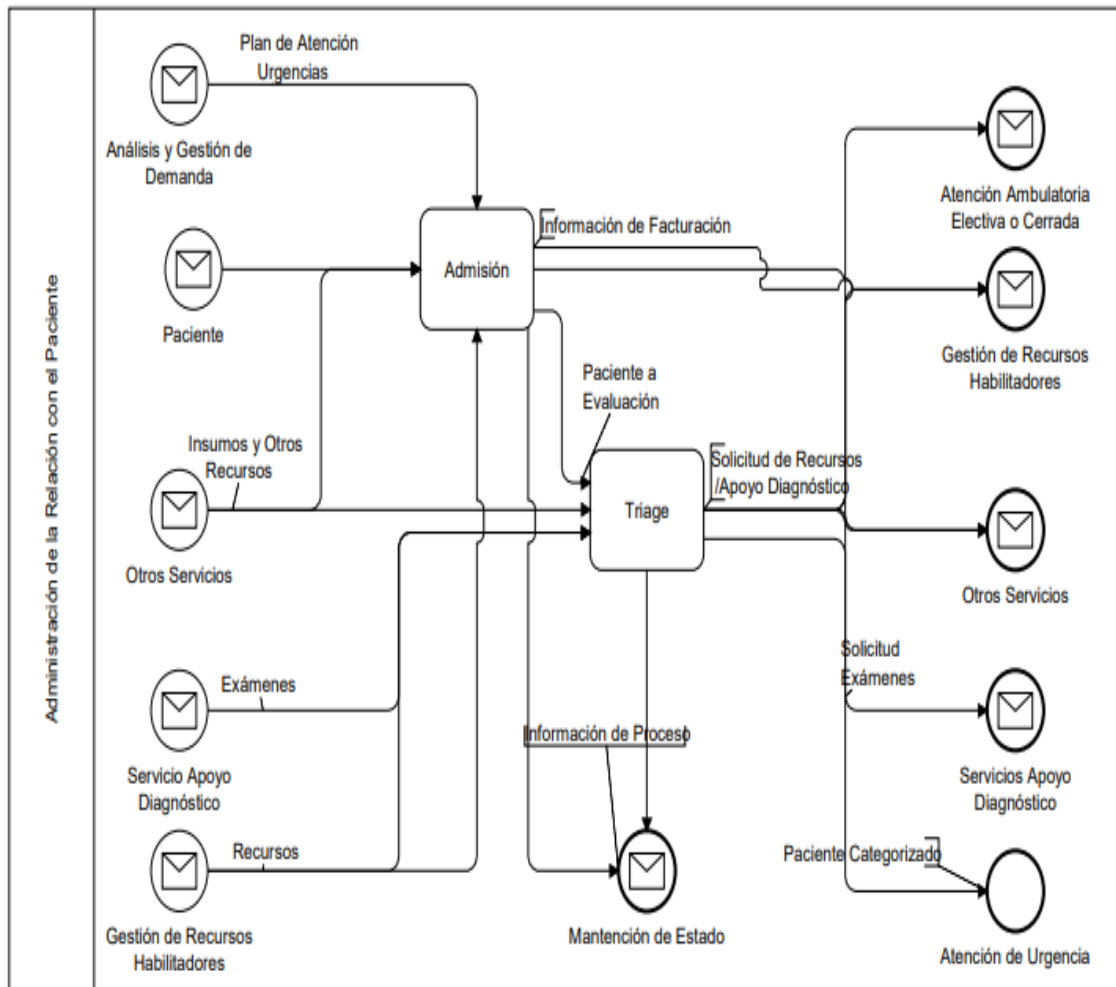 Administración de la Relación con el Paciente
Plan de Atención
Urgencias
Análisis y Gestión de
Demanda
Atención Ambulatoria
Electiva o Cerrada
Información de Facturación
Admisión
Paciente
Gestión de Recursos
Habilitadores
Paciente a
Evaluación
Insumos y Otros
Recursos
Solicitud de Recursos
/Apoyo Diagnóstico
Triage
Otros Servicios
Otros Servicios
Solicitud
Exámenes
Exámenes
Información de Proceso
Servicio Apoyo
Diagnóstico
Servicios Apoyo
Diagnóstico
Recursos
Paciente Categorizado
Gestión de Recursos
Habilitadores
Mantención de Estado
Atención de Urgencia